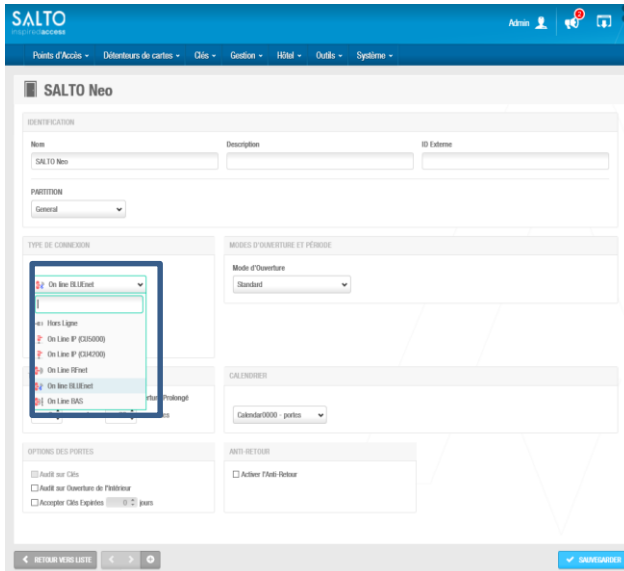 SALTO
inspiredaccess
Admin
2
Points d'Accès
Détenteurs de cartes
Clés
Gestion
Hôtel
Outils
Système
SALTO Neo
IDENTIFICATION
Nom
Description
ID Externe
SALTO Neo
PARTITION
General
TYPE DE CONNEXION
MODES D'OUVERTURE ET PÉRIODE
Mode d'Ouverture
On line BLUEnet
Standard
Hors Ligne
On Line IP (CU5000)
On Line IP (CU4200)
On Line RFnet
On line BLUEnet
On Line BAS
CALENDRIER
Prolongé
Calendar0000 - portes
OPTIONS DES PORTES
ANTI-RETOUR
Audit sur Clés
Activer l'Anti-Retour
Audit sur Ouverture de l'Intérieur
Accepter Clés Expirées 0 jours
RETOUR VERS LISTE
SAUVEGARDER